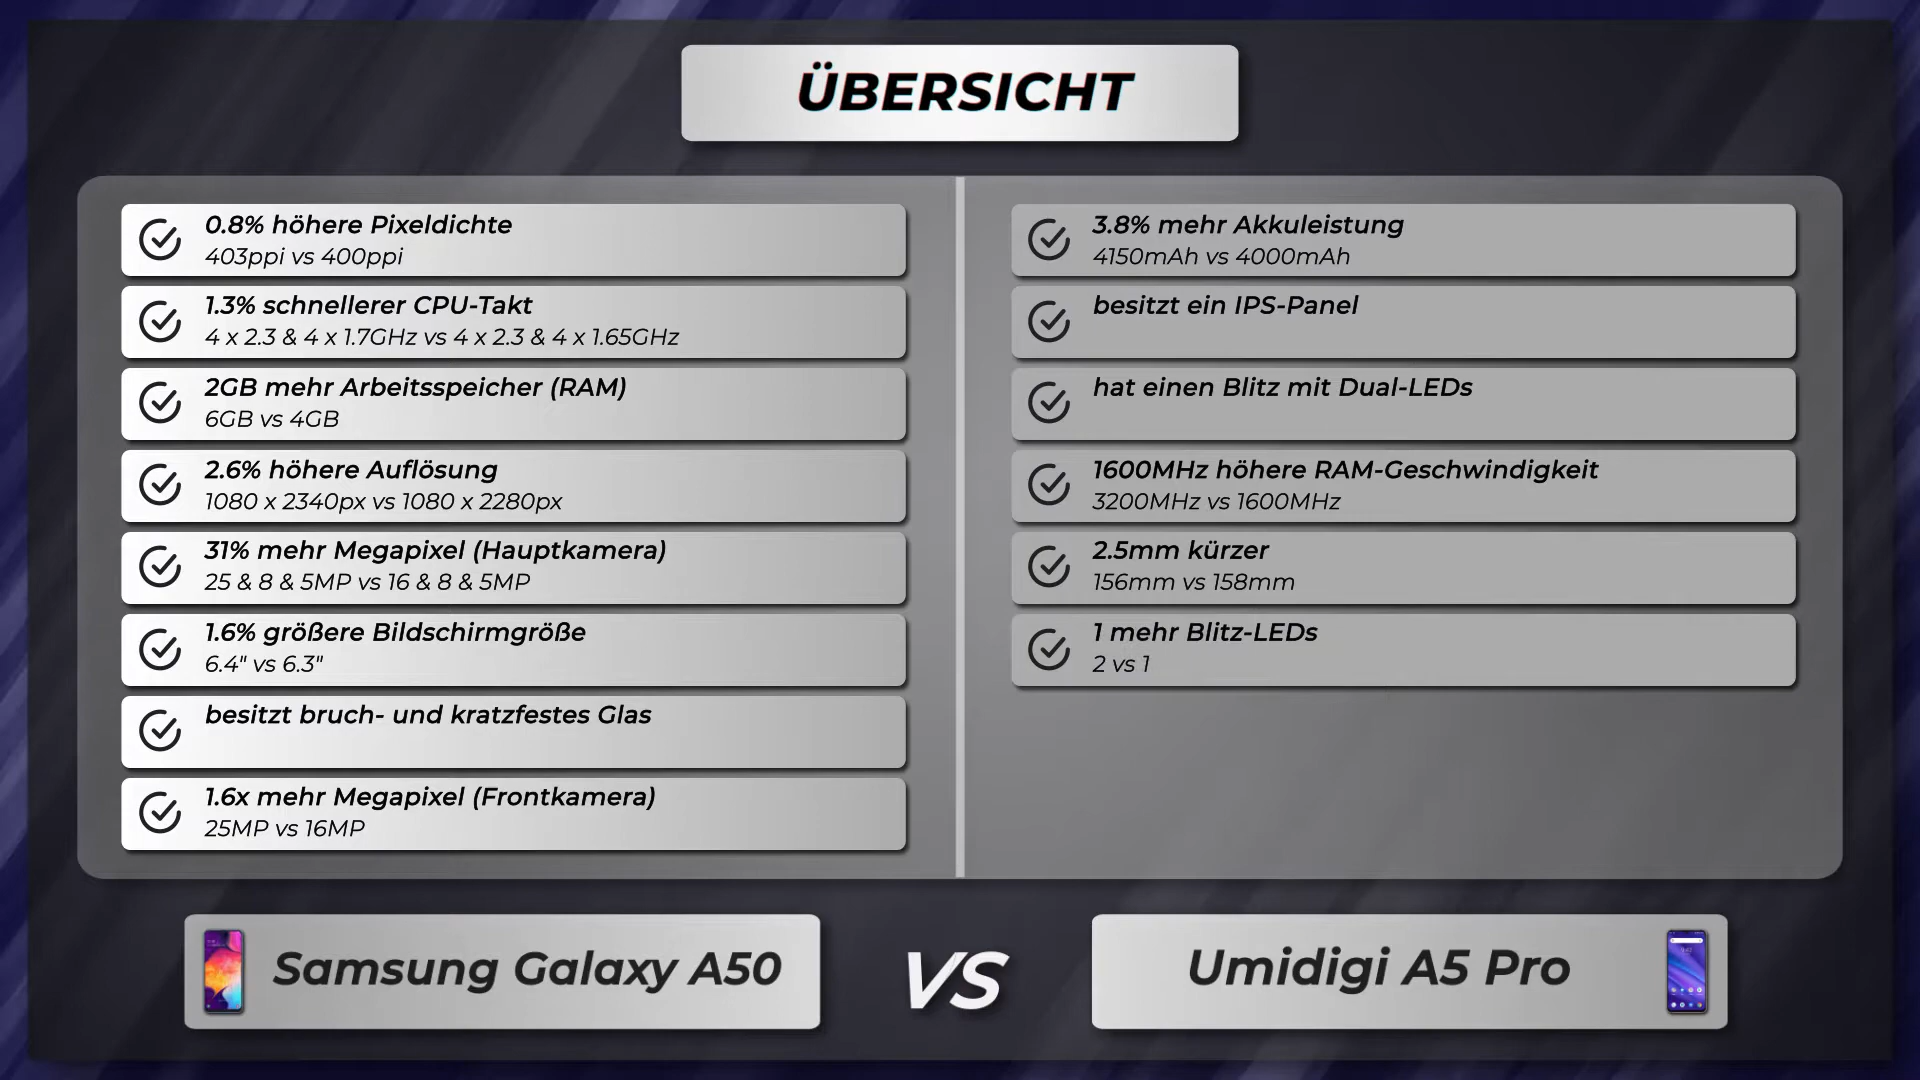 ÜBERSICHT
0.8% höhere Pixeldichte
403ppi vs 400ppi
1.3% schnellerer CPU-Takt
4 x 2.3 & 4 x 1.7GHz vs 4 x 2.3 & 4 x 1.65GHz
2GB mehr Arbeitsspeicher (RAM)
6GB vs 4GB
2.6% höhere Auflösung
1080 x 2340px vs 1080 x 2280px
31% mehr Megapixel (Hauptkamera)
25 & 8 & 5MP vs 16 & 8 & 5MP
1.6% größere Bildschirmgröße
6.4" vs 6.3"
besitzt bruch- und kratzfestes Glas
1.6x mehr Megapixel (Frontkamera)
25MP vs 16MP
3.8% mehr Akkuleistung
4150mAh vs 4000mAh
besitzt ein IPS-Panel
hat einen Blitz mit Dual-LEDs
1600MHz höhere RAM-Geschwindigkeit
3200MHz vs 1600MHz
2.5mm kürzer
156mm vs 158mm
1 mehr Blitz-LEDs
2 vs 1
Samsung Galaxy A50
VS
Umidigi A5 Pro